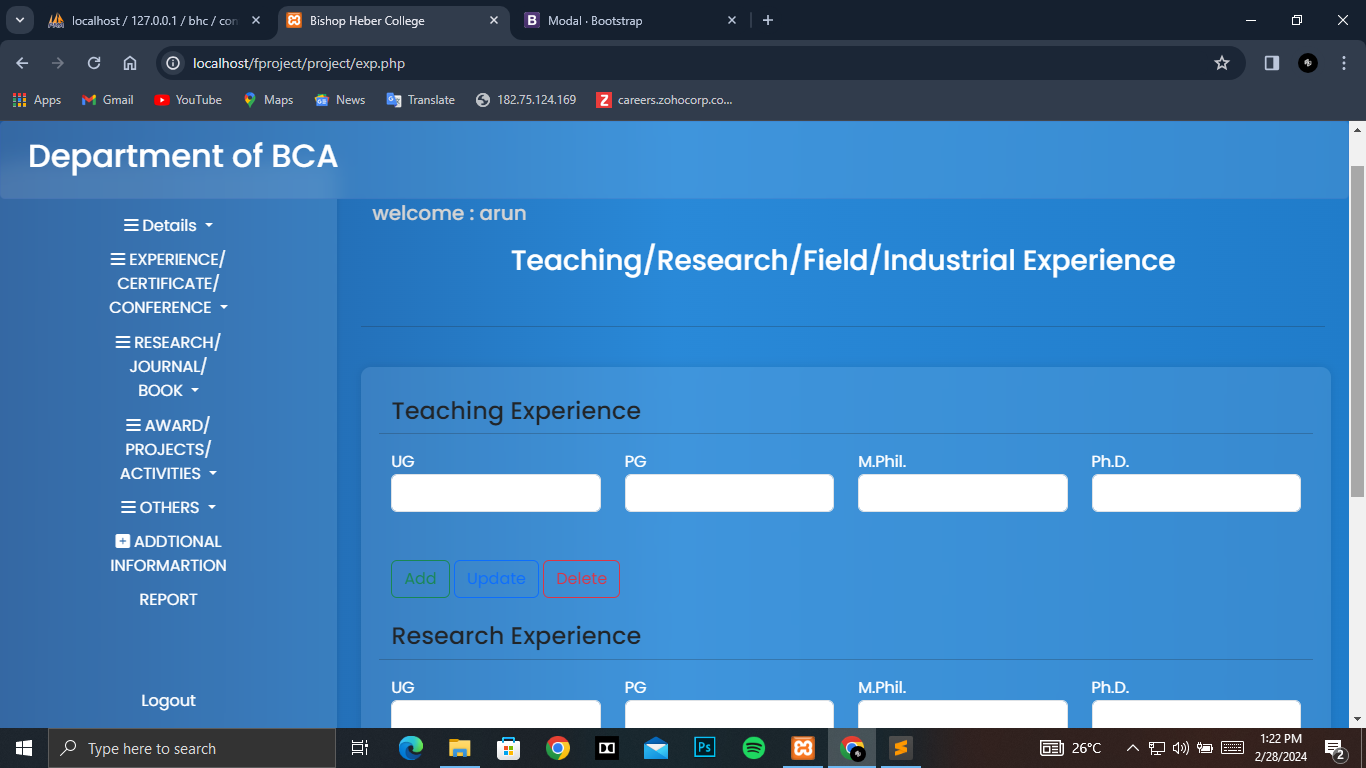 localhost / 127.0.0.1 / bhc / con
Bishop Heber College
Modal · Bootstrap
localhost/fproject/project/exp.php
Apps
Gmail
YouTube
Maps
News
Translate
182.75.124.169
careers.zohocorp.co...
Department of BCA
welcome : arun
Teaching/Research/Field/Industrial Experience
Details
EXPERIENCE/
CERTIFICATE/
CONFERENCE
RESEARCH/
JOURNAL/
BOOK
AWARD/
PROJECTS/
ACTIVITIES
OTHERS
ADDTIONAL
INFORMARTION
REPORT
Logout
Teaching Experience
UG PG M.Phil. Ph.D.
Add Update Delete
Research Experience
UG PG M.Phil. Ph.D.
Type here to search
26°C
1:22 PM
2/28/2024
2